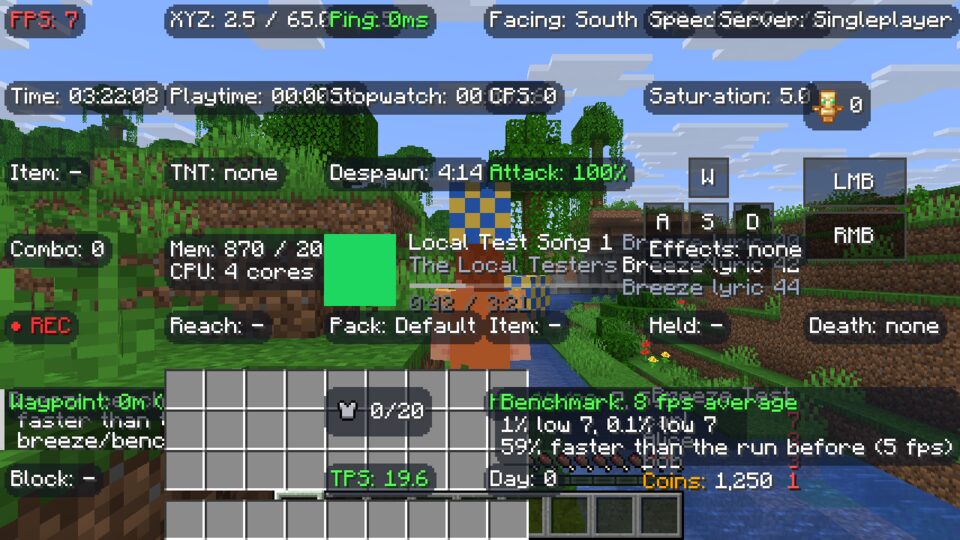 FPS: 7
XYZ: 2.5 / 65.
Ping: 0ms
Facing: South
Speed
Server: Singleplayer
Time: 03:22:08
Playtime: 00:00
Stopwatch: 00
CPS: 0
Saturation: 5.0
0
Item: -
TNT: none
Despawn: 4:14
Attack: 100%
W
LMB
A S D
RMB
Combo: 0
Mem: 870 / 20
CPU: 4 cores
Local Test Song 1
The Local Testers
0:42 / 3:21
Effects: none
Breeze lyric 42
Breeze lyric 44
REC
Reach: -
Pack: Default
Item: -
Held: -
Death: none
Breeze Test
Waypoint: 0m
faster than
breeze/benc
0/20
Benchmark: 8 fps average
1% low 7, 0.1% low 7
59% faster than the run before (5 fps)
Block: -
TPS: 19.6
Day: 0
Coins: 1,250
1